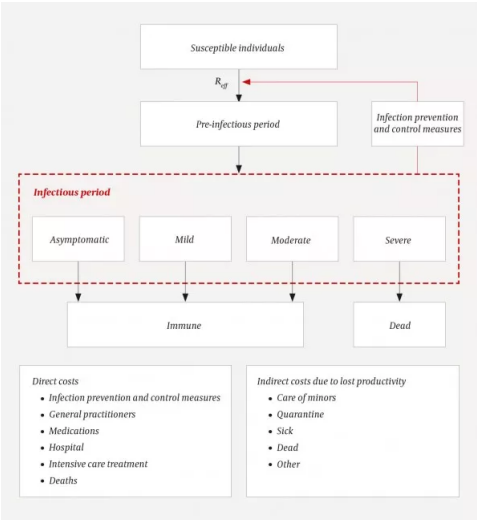 Susceptible individuals
Reff
Pre-infectious period
Infection prevention
and control measures
Infectious period
Asymptomatic
Mild
Moderate
Severe
Immune
Dead
Direct costs
• Infection prevention and control measures
• General practitioners
• Medications
• Hospital
• Intensive care treatment
• Deaths
Indirect costs due to lost productivity
• Care of minors
• Quarantine
• Sick
• Dead
• Other